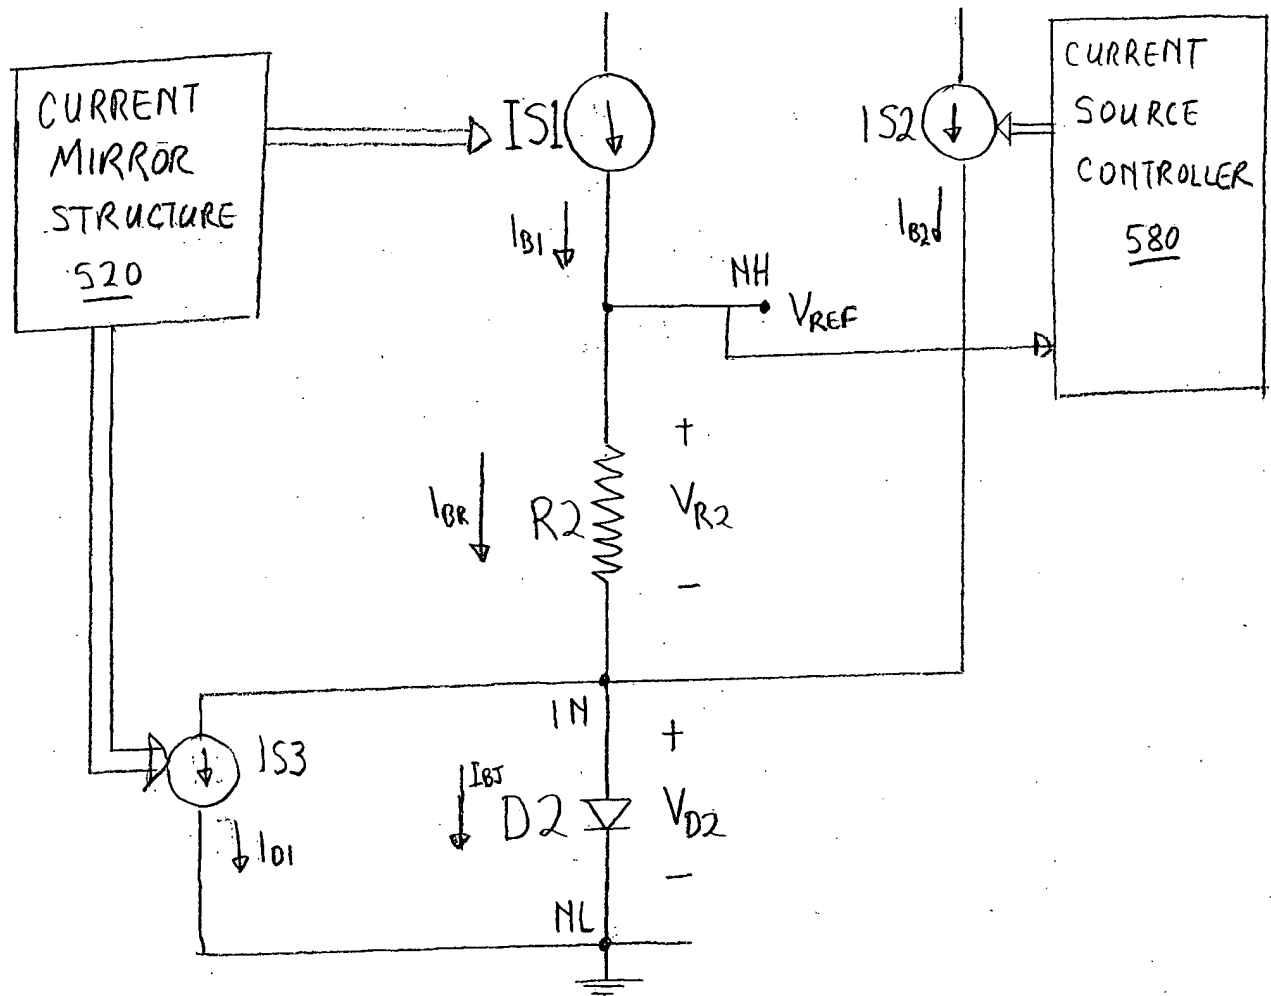 CURRENT
MIRROR
STRUCTURE
520
IS1
IS2
CURRENT
SOURCE
CONTROLLER
580
IB1
IB2
NH
VREF
+
VR2
-
IBR
R2
IN
IS3
ID1
IBJ
D2
+
VD2
-
NL